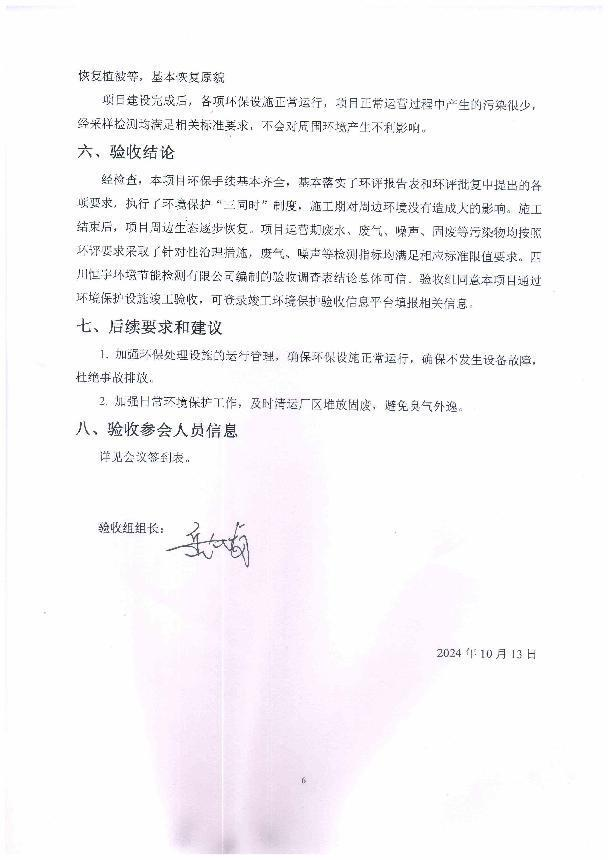 恢复植被等，基本恢复原貌
项目建设完成后，各项环保设施正常运行，项目正常运营过程中产生的污染很少，
经采样检测均满足相关标准要求，不会对周围环境产生不利影响。
六、验收结论
经检查，本项目环保手续基本齐全，基本落实了环评报告表和环评批复中提出的各
项要求，执行了环境保护“三同时”制度，施工期对周边环境没有造成大的影响。施工
结束后，项目周边生态逐步恢复。项目运营期废水、废气、噪声、固废等污染物均按照
环评要求采取了针对性治理措施，废气、噪声等检测指标均满足相应标准限值要求。四
川恒宇环境节能检测有限公司编制的验收调查表结论总体可信。验收组同意本项目通过
环境保护设施竣工验收，可登录竣工环境保护验收信息平台填报相关信息。
七、后续要求和建议
1. 加强环保处理设施的运行管理，确保环保设施正常运行，确保不发生设备故障，
杜绝事故排放。
2. 加强日常环境保护工作，及时清运厂区堆放固废，避免臭气外逸。
八、验收参会人员信息
详见会议签到表。
验收组组长：
2024 年 10 月 13 日
6